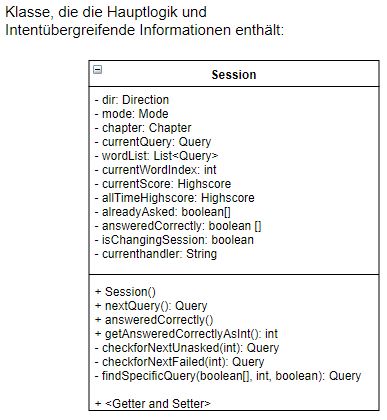 Klasse, die die Hauptlogik und
Intentübergreifende Informationen enthält:
Session
- dir: Direction
- mode: Mode
- chapter: Chapter
- currentQuery: Query
- wordList: List<Query>
- currentWordIndex: int
- currentScore: Highscore
- allTimeHighscore: Highscore
- alreadyAsked: boolean[]
- answeredCorrectly: boolean []
- isChangingSession: boolean
- currenthandler: String
+ Session()
+ nextQuery(): Query
+ answeredCorrectly()
+ getAnsweredCorrectlyAsInt(): int
- checkforNextUnasked(int): Query
- checkforNextFailed(int): Query
- findSpecificQuery(boolean[], int, boolean): Query
+ <Getter and Setter>